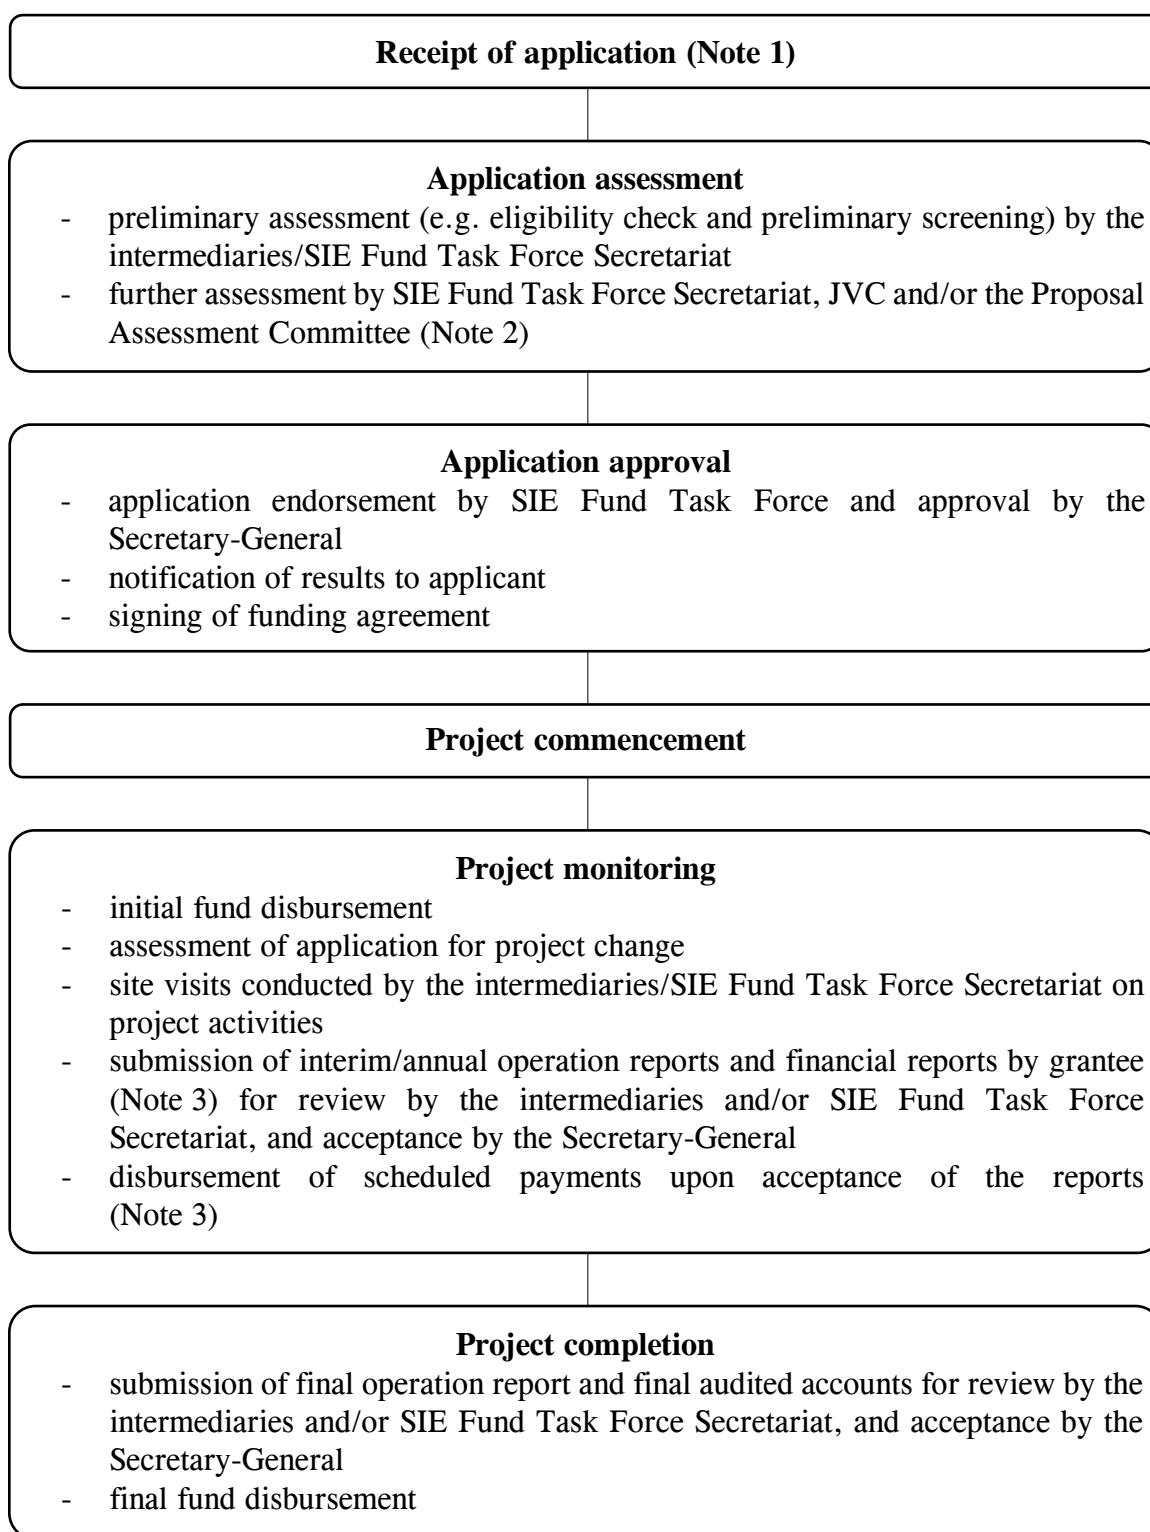 Receipt of application (Note 1)
Application assessment
- preliminary assessment (e.g. eligibility check and preliminary screening) by the
intermediaries/SIE Fund Task Force Secretariat
- further assessment by SIE Fund Task Force Secretariat, JVC and/or the Proposal
Assessment Committee (Note 2)
Application approval
- application endorsement by SIE Fund Task Force and approval by the
Secretary-General
- notification of results to applicant
- signing of funding agreement
Project commencement
Project monitoring
- initial fund disbursement
- assessment of application for project change
- site visits conducted by the intermediaries/SIE Fund Task Force Secretariat on
project activities
- submission of interim/annual operation reports and financial reports by grantee
(Note 3) for review by the intermediaries and/or SIE Fund Task Force
Secretariat, and acceptance by the Secretary-General
- disbursement of scheduled payments upon acceptance of the reports
(Note 3)
Project completion
- submission of final operation report and final audited accounts for review by the
intermediaries and/or SIE Fund Task Force Secretariat, and acceptance by the
Secretary-General
- final fund disbursement